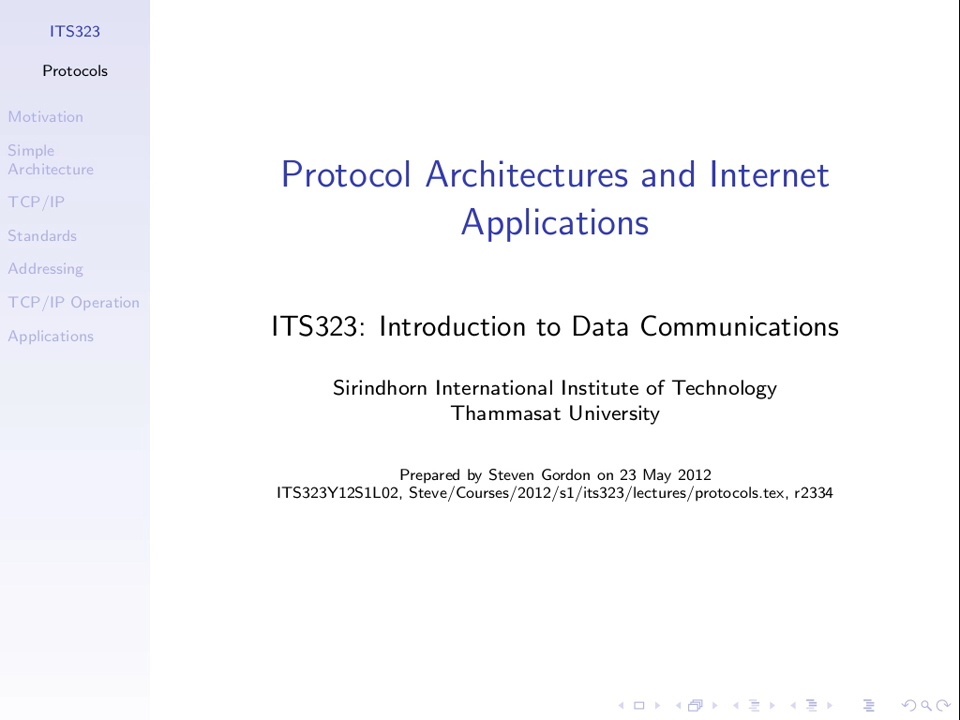 ITS323
Protocols
Motivation
Simple
Architecture
TCP/IP
Standards
Addressing
TCP/IP Operation
Applications
Protocol Architectures and Internet
Applications
ITS323: Introduction to Data Communications
Sirindhorn International Institute of Technology
Thammasat University
Prepared by Steven Gordon on 23 May 2012
ITS323Y12S1L02, Steve/Courses/2012/s1/its323/lectures/protocols.tex, r2334